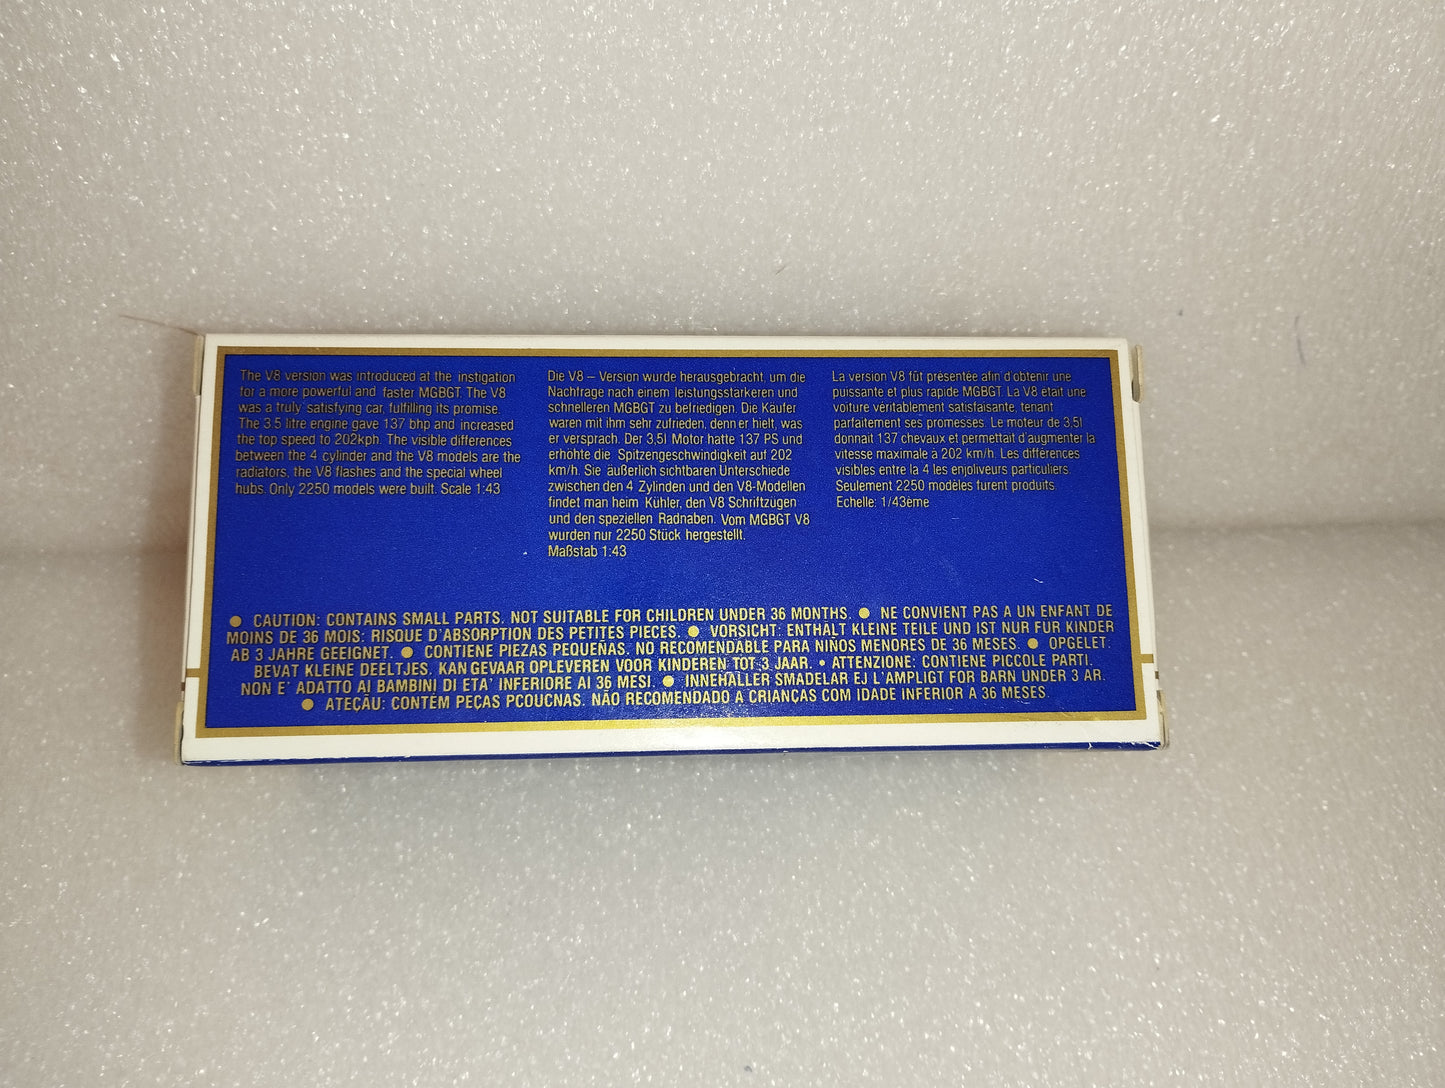 The V8 version was introduced at the instigation
for a more powerful and faster MGBGT. The V8
was a truly satisfying car, fulfilling its promise.
The 3.5 litre engine gave 137 bhp and increased
the top speed to 202kph. The visible differences
between the 4 cylinder and the V8 models are the
radiators, the V8 flashes and the special wheel
hubs. Only 2250 models were built. Scale 1:43
Die V8 – Version wurde herausgebracht, um die
Nachfrage nach einem leistungsstärkeren und
schnelleren MGBGT zu befriedigen. Die Käufer
waren mit ihm sehr zufrieden, denn er hielt, was
er versprach. Der 3,5l Motor hatte 137 PS und
erhöhte die Spitzengeschwindigkeit auf 202
km/h. Sie äußerlich sichtbaren Unterschiede
zwischen den 4 Zylinden und den V8-Modellen
findet man heim Kühler, den V8 Schriftzügen
und den speziellen Radnaben. Vom MGBGT V8
wurden nur 2250 Stück hergestellt.
Maßstab 1:43
La version V8 fût présentée afin d'obtenir une
puissante et plus rapide MGBGT. La V8 était une
voiture véritablement satisfaisante, tenant
parfaitement ses promesses. Le moteur de 3,5l
donnait 137 chevaux et permettait d'augmenter la
vitesse maximale à 202 km/h. Les différences
visibles entre la 4 les enjoliveurs particuliers.
Seulement 2250 modèles furent produits.
Echelle: 1/43ème
● CAUTION: CONTAINS SMALL PARTS. NOT SUITABLE FOR CHILDREN UNDER 36 MONTHS. ● NE CONVIENT PAS A UN ENFANT DE
MOINS DE 36 MOIS: RISQUE D'ABSORPTION DES PETITES PIECES. ● VORSICHT: ENTHALT KLEINE TEILE UND IST NUR FUR KINDER
AB 3 JAHRE GEEIGNET. ● CONTIENE PIEZAS PEQUENAS. NO RECOMENDABLE PARA NIÑOS MENORES DE 36 MESES. ● OPGELET:
BEVAT KLEINE DEELTJES. KAN GEVAAR OPLEVEREN VOOR KINDEREN TOT 3 JAAR. • ATTENZIONE: CONTIENE PICCOLE PARTI.
NON E' ADATTO AI BAMBINI DI ETA' INFERIORE AI 36 MESI. ● INNEHALLER SMADELAR EJ L'AMPLIGT FOR BARN UNDER 3 AR.
● ATEÇAU: CONTEM PEÇAS PCOUCNAS. NÃO RECOMENDADO A CRIANÇAS COM IDADE INFERIOR A 36 MESES.